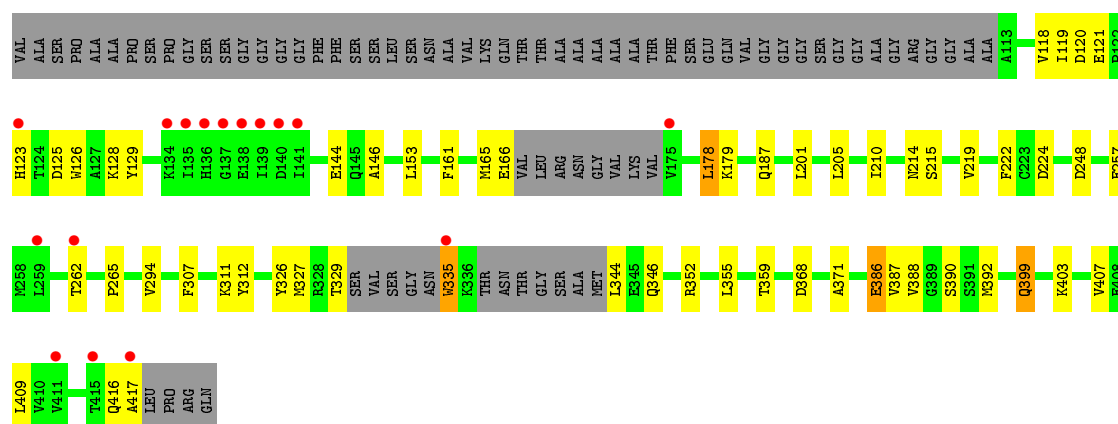 VAL ALA SER PRO ALA ALA PRO SER PRO GLY SER SER GLY GLY GLY GLY PHE PHE SER SER LEU SER ASN ALA VAL LYS GLN THR THR ALA ALA ALA ALA ALA THR PHE SER GLU GLN VAL GLY GLY GLY SER GLY GLY ALA GLY ARG GLY GLY ALA ALA A113 V118 I119 D120 E121
H123 T124 D125 W126 A127 K128 Y129 K134 I135 H136 G137 E138 I139 D140 I141 E144 Q145 A146 L153 F161 M165 E166 VAL LEU ARG ASN GLY VAL LYS VAL V175 L178 K179 Q187 L201 L205 I210 N214 S215 V219 F222 C223 D224 D248
M258 L259 T262 P265 V294 F307 K311 Y312 Y326 M327 R328 T329 SER VAL SER GLY ASN W335 K336 THR ASN THR GLY SER ALA MET L344 E345 Q346 R352 L355 T359 D368 A371 E386 V387 V388 G389 S390 S391 M392 Q399 K403 V407
L409 V410 V411 T415 Q416 A417 LEU PRO ARG GLN